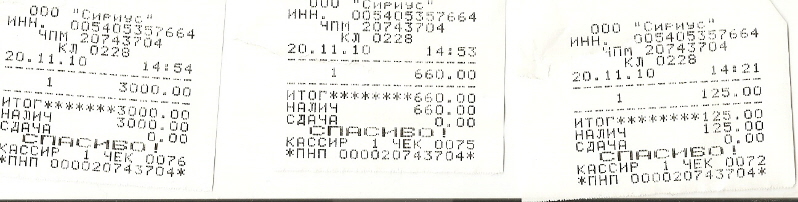 ООО "Сириус"
ИНН. 005405357664
ЧПМ 20743704
КЛ 0228
20.11.10 14:54
1 3000.00
ИТОГ*******3000.00
НАЛИЧ 3000.00
СДАЧА 0.00
СПАСИБО!
КАССИР 1 ЧЕК 0076
*ПНП 000020743704*
ООО "Сириус"
ИНН. 005405357664
ЧПМ 20743704
КЛ 0228
20.11.10 14:53
1 660.00
ИТОГ********660.00
НАЛИЧ 660.00
СДАЧА 0.00
СПАСИБО!
КАССИР 1 ЧЕК 0075
*ПНП 000020743704*
ООО "Сириус"
ИНН. 005405357664
ЧПМ 20743704
КЛ 0228
20.11.10 14:21
1 125.00
ИТОГ********125.00
НАЛИЧ 125.00
СДАЧА 0.00
СПАСИБО!
КАССИР 1 ЧЕК 0072
*ПНП 000020743704*